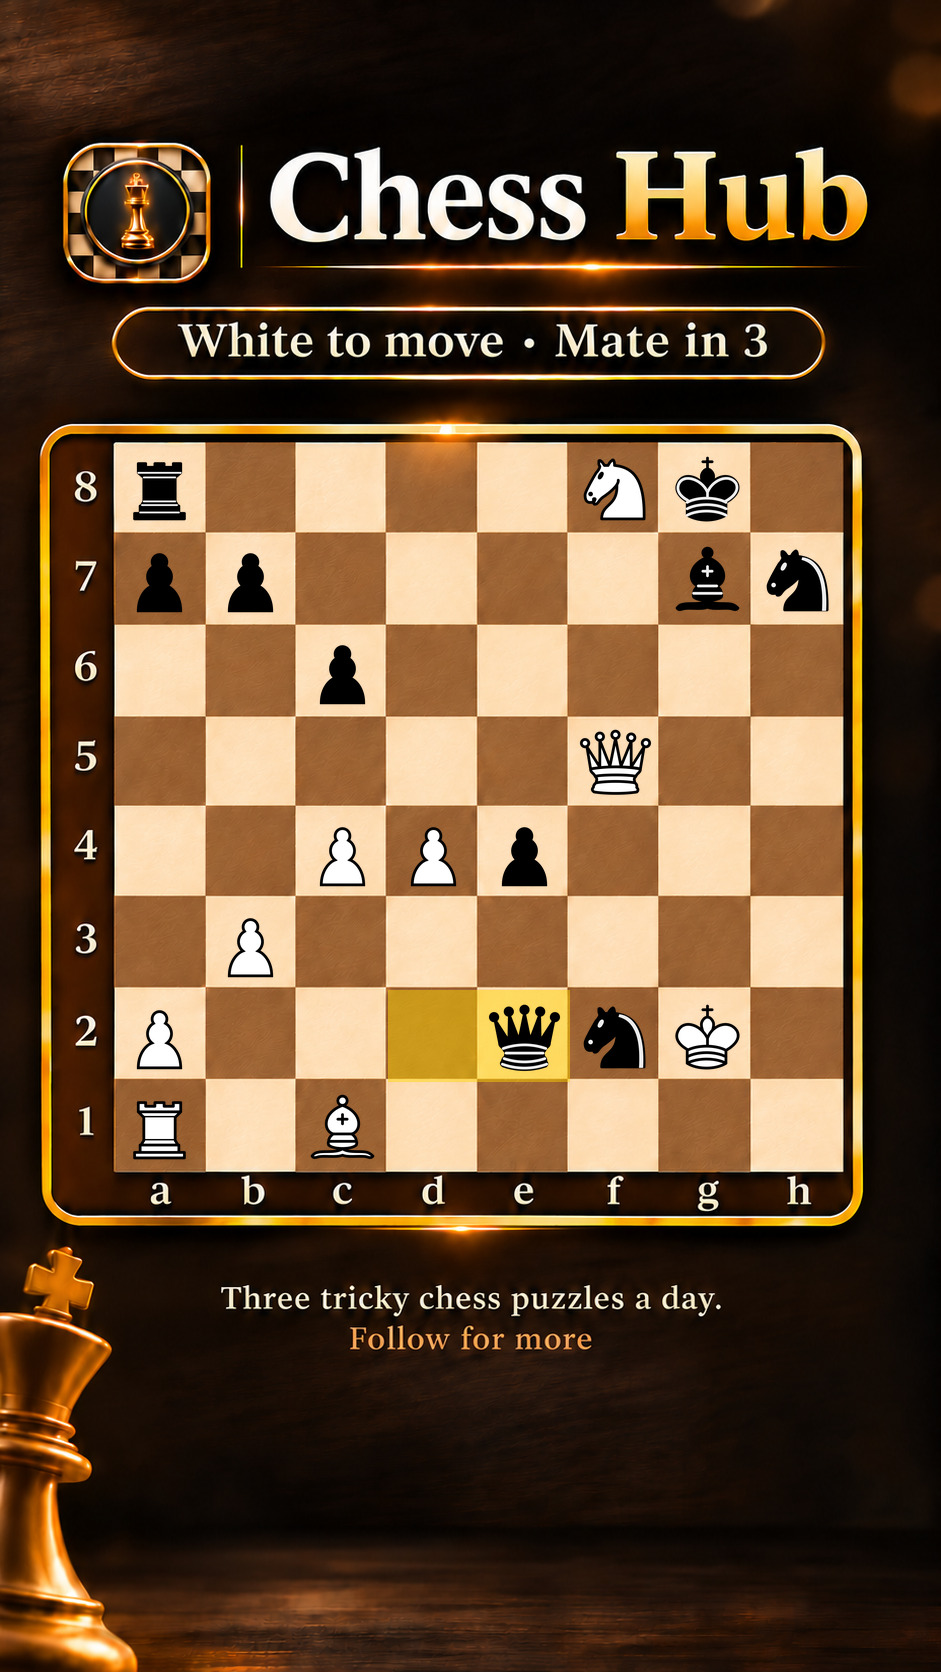 Chess Hub
White to move • Mate in 3
8
7
6
5
4
3
2
1
a b c d e f g h
Three tricky chess puzzles a day.
Follow for more